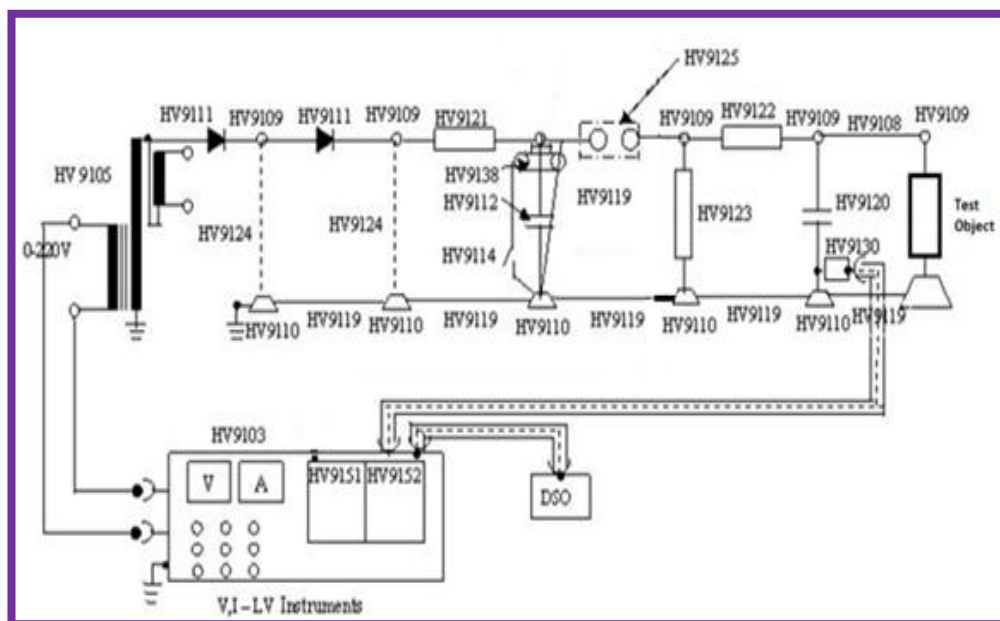 HV9125
HV9111 HV9109 HV9111 HV9109 HV9121 HV9109 HV9122 HV9109 HV9108 HV9109
HV 9105
HV9138
HV9119
HV9112
HV9120
Test
Object
HV9124 HV9124 HV9123
0-220V
HV9114
HV9130
HV9110 HV9119 HV9110 HV9119 HV9110 HV9119 HV9110 HV9119 HV9110 HV9119
HV9103
V A HV9151 HV9152
DSO
V,I-LV Instruments